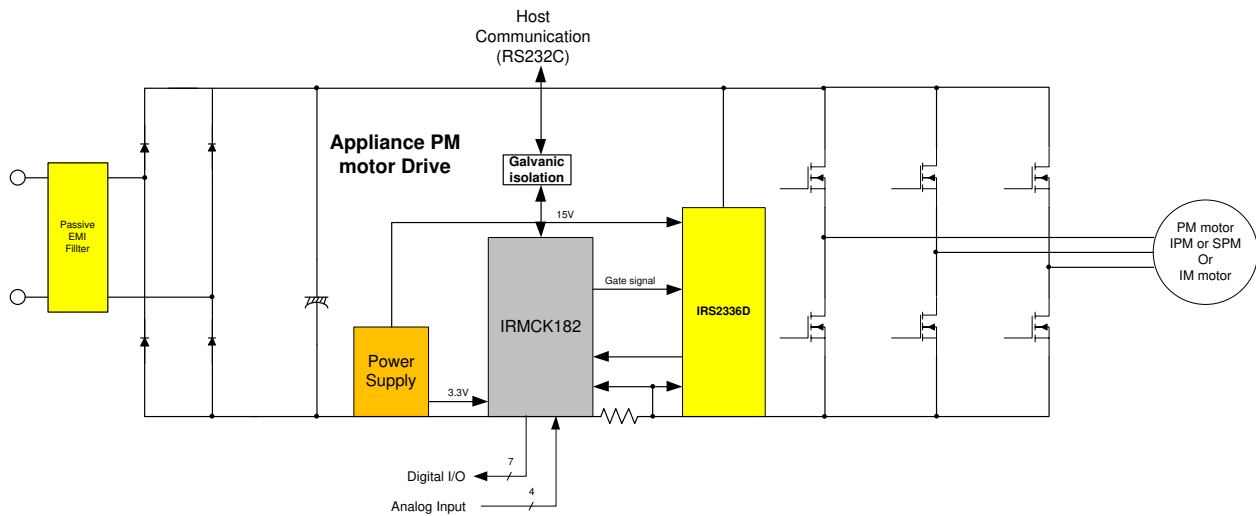 Host
Communication
(RS232C)
Appliance PM
motor Drive
Galvanic
isolation
Passive
EMI
Fillter
15V
Gate signal
IRS2336D
IRMCK182
Power
Supply
3.3V
PM motor
IPM or SPM
Or
IM motor
7
Digital I/O
4
Analog Input